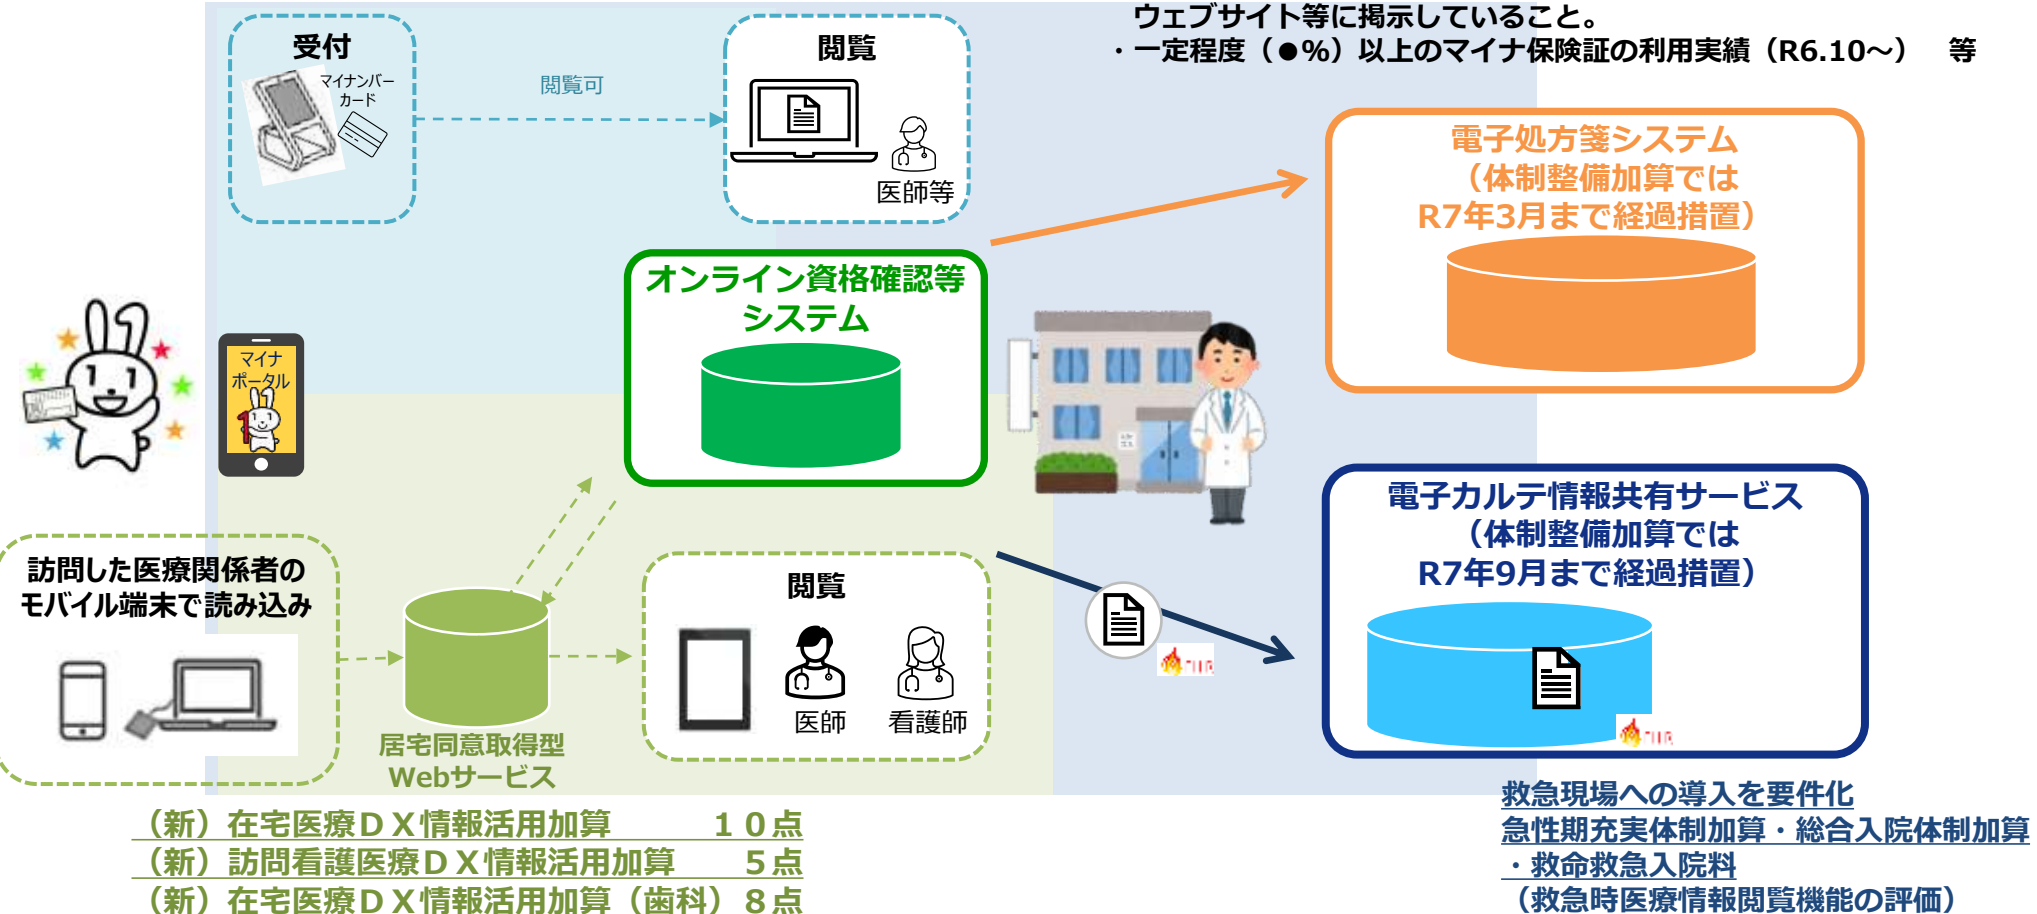 ウェブサイト等に掲示していること。
・一定程度（●%）以上のマイナ保険証の利用実績（R6.10～）　等
受付
マイナンバー
カード
閲覧可
閲覧
医師等
電子処方箋システム
（体制整備加算では
R7年3月まで経過措置）
オンライン資格確認等
システム
マイナ
ポータル
電子カルテ情報共有サービス
（体制整備加算では
R7年9月まで経過措置）
訪問した医療関係者の
モバイル端末で読み込み
居宅同意取得型
Webサービス
閲覧
医師
看護師
（新）在宅医療ＤＸ情報活用加算　　　１０点
（新）訪問看護医療ＤＸ情報活用加算　　５点
（新）在宅医療ＤＸ情報活用加算（歯科）８点
救急現場への導入を要件化
急性期充実体制加算・総合入院体制加算
・救命救急入院料
（救急時医療情報閲覧機能の評価）